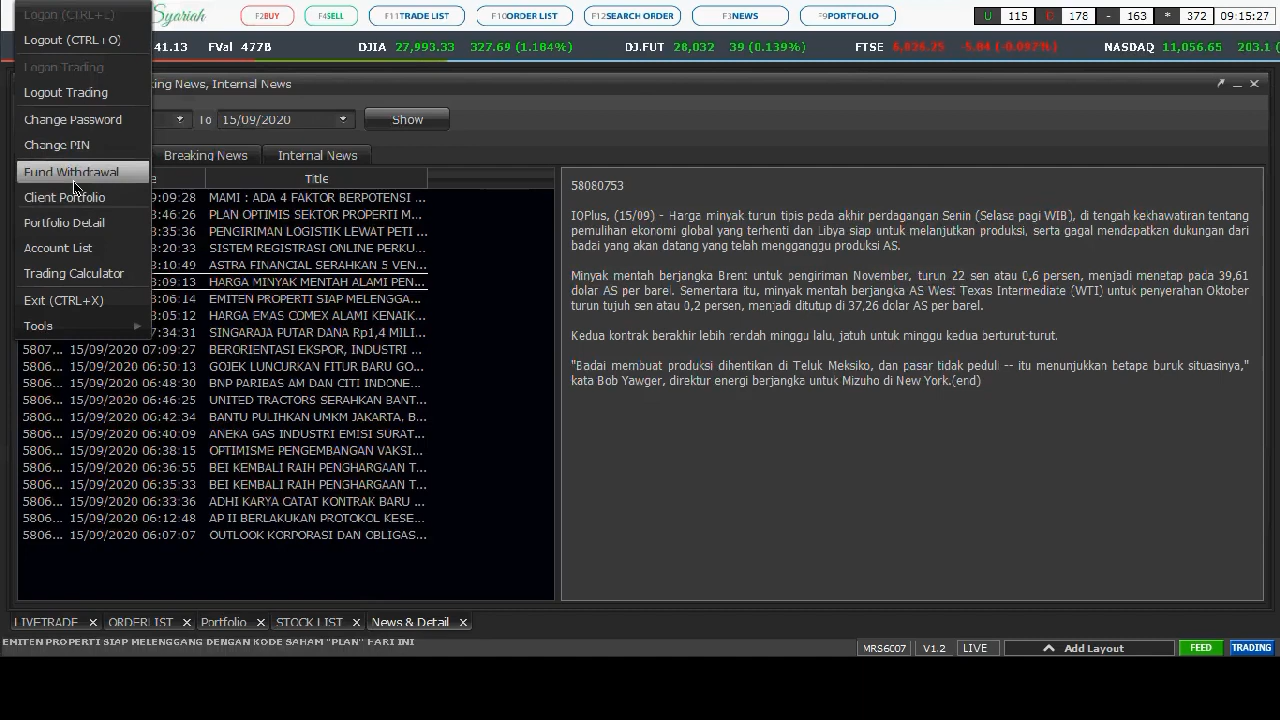 Logon (CTRL+L)
Syariah
F2BUY
F4SELL
F11TRADE LIST
F10ORDER LIST
F12SEARCH ORDER
F3NEWS
F9PORTFOLIO
U 115 D 178 - 163 * 372 09:15:27
Logout (CTRL+O)
41.13 FVal 477B DJIA 27,993.33 327.69 (1.184%) DJ.FUT 28,032 39 (0.139%) FTSE 6,026.25 -5.84 (-0.097%) NASDAQ 11,056.65 203.1
Logon Trading
Logout Trading
Change Password
Change PIN
Fund Withdrawal
Client Portfolio
Portfolio Detail
Account List
Trading Calculator
Exit (CTRL+X)
Tools
king News, Internal News
To 15/09/2020 Show
Breaking News Internal News
e Title
9:09:28 MAMI : ADA 4 FAKTOR BERPOTENSI ...
8:46:26 PLAN OPTIMIS SEKTOR PROPERTI M...
8:35:36 PENGIRIMAN LOGISTIK LEWAT PETI ...
8:20:33 SISTEM REGISTRASI ONLINE PERKU...
8:10:49 ASTRA FINANCIAL SERAHKAN 5 VEN...
8:09:13 HARGA MINYAK MENTAH ALAMI PEN...
8:06:14 EMITEN PROPERTI SIAP MELENGGA...
8:05:12 HARGA EMAS COMEX ALAMI KENAIK...
7:34:31 SINGARAJA PUTAR DANA Rp1,4 MILI...
5807... 15/09/2020 07:09:27 BERORIENTASI EKSPOR, INDUSTRI ...
5806... 15/09/2020 06:50:13 GOJEK LUNCURKAN FITUR BARU GO...
5806... 15/09/2020 06:48:30 BNP PARIBAS AM DAN CITI INDONE...
5806... 15/09/2020 06:46:25 UNITED TRACTORS SERAHKAN BANT...
5806... 15/09/2020 06:42:34 BANTU PULIHKAN UMKM JAKARTA, B...
5806... 15/09/2020 06:40:09 ANEKA GAS INDUSTRI EMISI SURAT...
5806... 15/09/2020 06:38:15 OPTIMISME PENGEMBANGAN VAKSI...
5806... 15/09/2020 06:36:55 BEI KEMBALI RAIH PENGHARGAAN T...
5806... 15/09/2020 06:35:33 BEI KEMBALI RAIH PENGHARGAAN T...
5806... 15/09/2020 06:33:36 ADHI KARYA CATAT KONTRAK BARU ...
5806... 15/09/2020 06:12:48 AP II BERLAKUKAN PROTOKOL KESE...
5806... 15/09/2020 06:07:07 OUTLOOK KORPORASI DAN OBLIGAS...
58080753
IQPlus, (15/09) - Harga minyak turun tipis pada akhir perdagangan Senin (Selasa pagi WIB), di tengah kekhawatiran tentang
pemulihan ekonomi global yang terhenti dan Libya siap untuk melanjutkan produksi, serta gagal mendapatkan dukungan dari
badai yang akan datang yang telah mengganggu produksi AS.
Minyak mentah berjangka Brent untuk pengiriman November, turun 22 sen atau 0,6 persen, menjadi menetap pada 39,61
dolar AS per barel. Sementara itu, minyak mentah berjangka AS West Texas Intermediate (WTI) untuk penyerahan Oktober
turun tujuh sen atau 0,2 persen, menjadi ditutup di 37,26 dolar AS per barel.
Kedua kontrak berakhir lebih rendah minggu lalu, jatuh untuk minggu kedua berturut-turut.
"Badai membuat produksi dihentikan di Teluk Meksiko, dan pasar tidak peduli -- itu menunjukkan betapa buruk situasinya,"
kata Bob Yawger, direktur energi berjangka untuk Mizuho di New York.(end)
LIVETRADE ORDERLIST Portfolio STOCK LIST News & Detail
EMITEN PROPERTI SIAP MELENGGANG DENGAN KODE SAHAM "PLAN" HARI INI
MRS6007 V1.2 LIVE Add Layout FEED TRADING